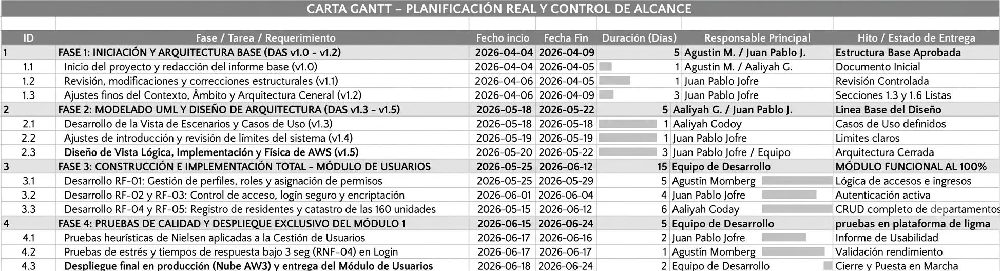 CARTA GANTT – PLANIFICACIÓN REAL Y CONTROL DE ALCANCE
ID Fase / Tarea / Requerimiento Fecho incio Fecha Fin Duración (Días) Responsable Principal Hito / Estado de Entrega
1 FASE 1: INICIACIÓN Y ARQUITECTURA BASE (DAS v1.0 - v1.2) 2026-04-04 2026-04-09 5 Agustin M. / Juan Pablo J. Estructura Base Aprobada
1.1 Inicio del proyecto y redacción del informe base (v1.0) 2026-04-04 2026-04-05 1 Agustin M. / Aaliyah G. Documento Inicial
1.2 Revisión, modificaciones y correcciones estructurales (v1.1) 2026-04-06 2026-04-05 1 Juan Pablo Jofre Revisión Controlada
1.3 Ajustes finos del Contexto, Âmbito y Arquitectura Ceneral (v1.2) 2026-04-06 2026-04-09 3 Juan Pablo Jofre Secciones 1.3 y 1.6 Listas
2 FASE 2: MODELADO UML Y DISEÑO DE ARQUITECTURA (DAS v1.3 - v1.5) 2026-05-18 2026-05-22 5 Aaliyah G. / Juan Pablo J. Linea Base del Diseño
2.1 Desarrollo de la Vista de Escenarios y Casos de Uso (v1.3) 2026-05-18 2026-05-18 1 Aaliyah Godoy Casos de Uso definidos
2.2 Ajustes de introducción y revisión de límites del sistema (v1.4) 2026-05-19 2026-05-19 1 Juan Pablo Jofre Limites claros
2.3 Diseño de Vista Lógica, Implementación y Física de AWS (v1.5) 2026-05-20 2026-05-22 3 Juan Pablo Jofre / Equipo Arquitectura Cerrada
3 FASE 3: CONSTRUCCIÓN E IMPLEMENTACIÓN TOTAL - MÓDULO DE USUARIOS 2026-05-25 2026-06-12 15 Equipo de Desarrollo MÓDULO FUNCIONAL AL 100%
3.1 Desarrollo RF-01: Gestión de perfiles, roles y asignación de permisos 2026-05-25 2026-05-29 5 Agustín Momberg Lógica de accesos e ingresos
3.2 Desarrollo RF-02 y RF-03: Control de acceso, logín seguro y encriptación 2026-06-01 2026-06-04 4 Juan Pablo Jofre Autenticación activa
3.3 Desarrollo RF-04 y RF-05: Registro de residentes y catastro de las 160 unidades 2026-05-15 2026-06-12 6 Aaliyah Goday CRUD completo de departamentos
4 FASE 4: PRUEBAS DE CALIDAD Y DESPLIEQUE EXCLUSIVO DEL MÓDULO 1 2026-06-15 2026-06-24 5 Equipo de Desarrollo pruebas en plataforma de ligma
4.1 Pruebas heurísticas de Nielsen aplicadas a la Cestión de Usuarios 2026-06-17 2026-06-16 2 Juan Pablo Jofre Informe de Usabilidad
4.2 Pruebas de estrés y tiempos de respuesta bajo 3 seg (RNF-04) en Login 2026-06-17 2026-06-17 1 Agustín Momberg Validación rendimiento
4.3 Despliegue final en producción (Nube AW3) y entrega del Módulo de Usuarios 2026-06-18 2026-06-24 2 Equipo de Desarrollo Cierre y Puesta en Marcha